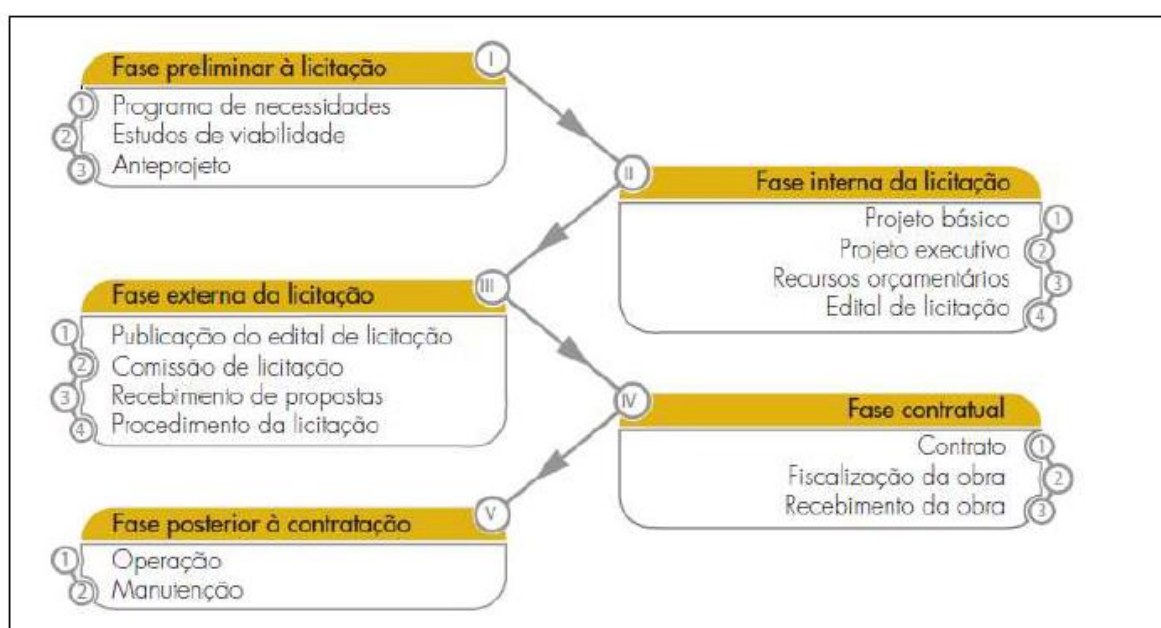 I
Fase preliminar à licitação
1 Programa de necessidades
2 Estudos de viabilidade
3 Anteprojeto
II
Fase interna da licitação
Projeto básico 1
Projeto executivo 2
Recursos orçamentários 3
Edital de licitação 4
III
Fase externa da licitação
1 Publicação do edital de licitação
2 Comissão de licitação
3 Recebimento de propostas
4 Procedimento da licitação
IV
Fase contratual
Contrato 1
Fiscalização da obra 2
Recebimento da obra 3
V
Fase posterior à contratação
1 Operação
2 Manutenção